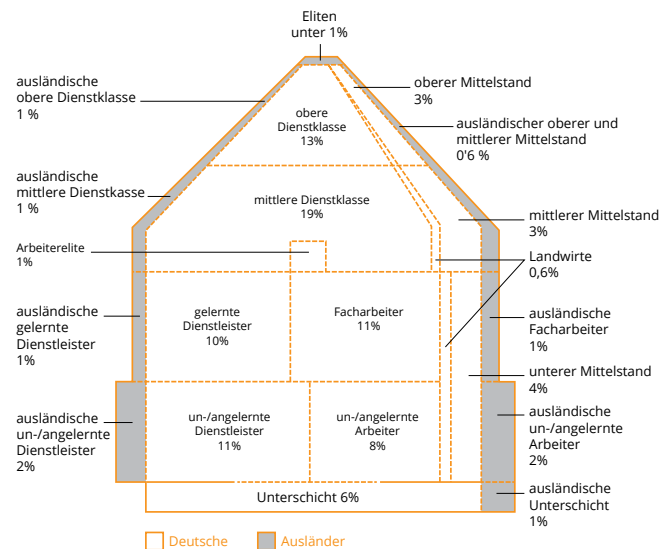 Eliten
unter 1%
ausländische
obere Dienstklasse
1 %
oberer Mittelstand
3%
obere
Dienstklasse
13%
ausländischer oberer und
mittlerer Mittelstand
0'6 %
ausländische
mittlere Dienstkasse
1 %
mittlere Dienstklasse
19%
mittlerer Mittelstand
3%
Arbeiterelite
1%
Landwirte
0,6%
ausländische
gelernte
Dienstleister
1%
gelernte
Dienstleister
10%
Facharbeiter
11%
ausländische
Facharbeiter
1%
unterer Mittelstand
4%
ausländische
un-/angelernte
Dienstleister
2%
un-/angelernte
Dienstleister
11%
un-/angelernte
Arbeiter
8%
ausländische
un-/angelernte
Arbeiter
2%
Unterschicht 6%
ausländische
Unterschicht
1%
Deutsche
Ausländer